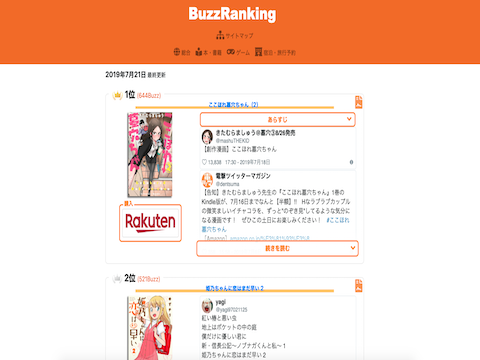 BuzzRanking
サイトマップ
総合 本・書籍 ゲーム 宿泊・旅行予約
2019年7月21日 最終更新
1位 (6448Buzz)
ここほれ墓穴ちゃん (2)
あらすじ
きたむらましゅう@墓穴③8/26発売
@mashuTHEKID
【創作漫画】ここほれ墓穴ちゃん
13,838 17:30 - 2019年7月18日
電撃ツイッターマガジン
@dentsuma
【告知】きたむらましゅう先生の『ここほれ墓穴ちゃん』1巻の
Kindle版が、7月18日までなんと【半額】!! Hなラブラブカップル
の微笑ましいイチャコラを、ずっと"のぞき見"してるような気分に
なる漫画です! ぜひこの土日にお楽しみください! #ここほれ
墓穴ちゃん
購入
Rakuten
続きを読む
2位 (5219Buzz)
姫乃ちゃんに恋はまだ早い 2
yagi
@yagi97021125
紅い椿と悪い虫
地上はポケットの中の庭
僕だけに優しい君に
新・信長公記~ノブナガくんと私~ 1
姫乃ちゃんに恋はまだ早い 2